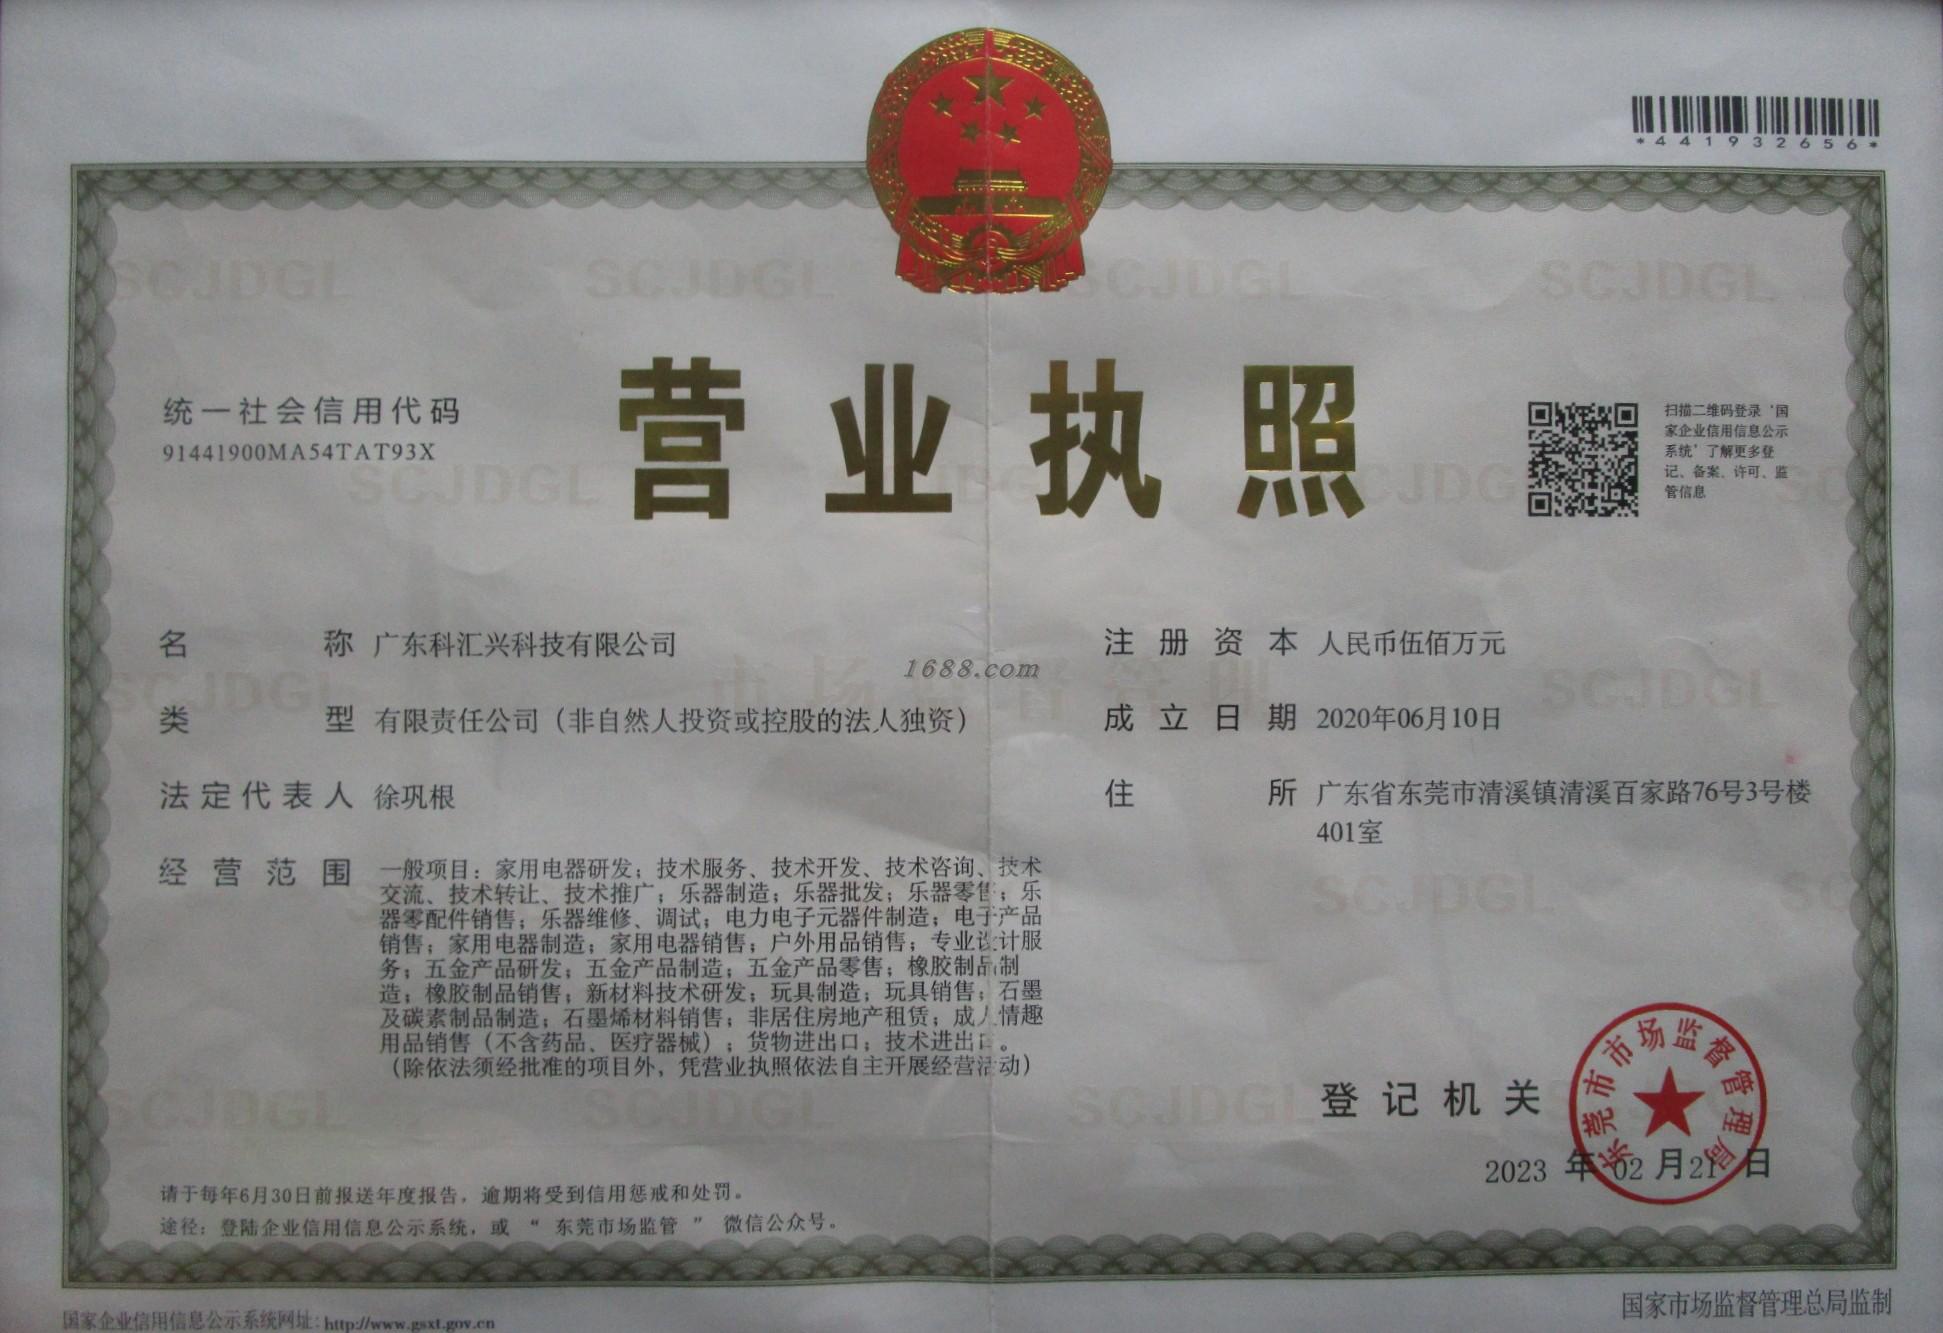 *441932656*
营业执照
统一社会信用代码
91441900MA54TAT93X
扫描二维码登录‘国
家企业信用信息公示
系统’了解更多登
记、备案、许可、监
管信息
名称 广东科汇兴科技有限公司
类型 有限责任公司（非自然人投资或控股的法人独资）
法定代表人 徐巩根
经营范围 一般项目：家用电器研发；技术服务、技术开发、技术咨询、技术
交流、技术转让、技术推广；乐器制造；乐器批发；乐器零售；乐
器零配件销售；乐器维修、调试；电力电子元器件制造；电子产品
销售；家用电器制造；家用电器销售；户外用品销售；专业设计服
务；五金产品研发；五金产品制造；五金产品零售；橡胶制品制
造；橡胶制品销售；新材料技术研发；玩具制造；玩具销售；石墨
及碳素制品制造；石墨烯材料销售；非居住房地产租赁；成人情趣
用品销售（不含药品、医疗器械）；货物进出口；技术进出口。
（除依法须经批准的项目外，凭营业执照依法自主开展经营活动）
注册资本 人民币伍佰万元
成立日期 2020年06月10日
住所 广东省东莞市清溪镇清溪百家路76号3号楼
401室
1688.com
市场监督管理
SCJDGL
登记机关
东莞市市场监督管理局
2023 年 02 月 21 日
请于每年6月30日前报送年度报告，逾期将受到信用惩戒和处罚。
途径：登陆企业信用信息公示系统，或“东莞市场监管”微信公众号。
国家企业信用信息公示系统网址：http://www.gsxt.gov.cn
国家市场监督管理总局监制